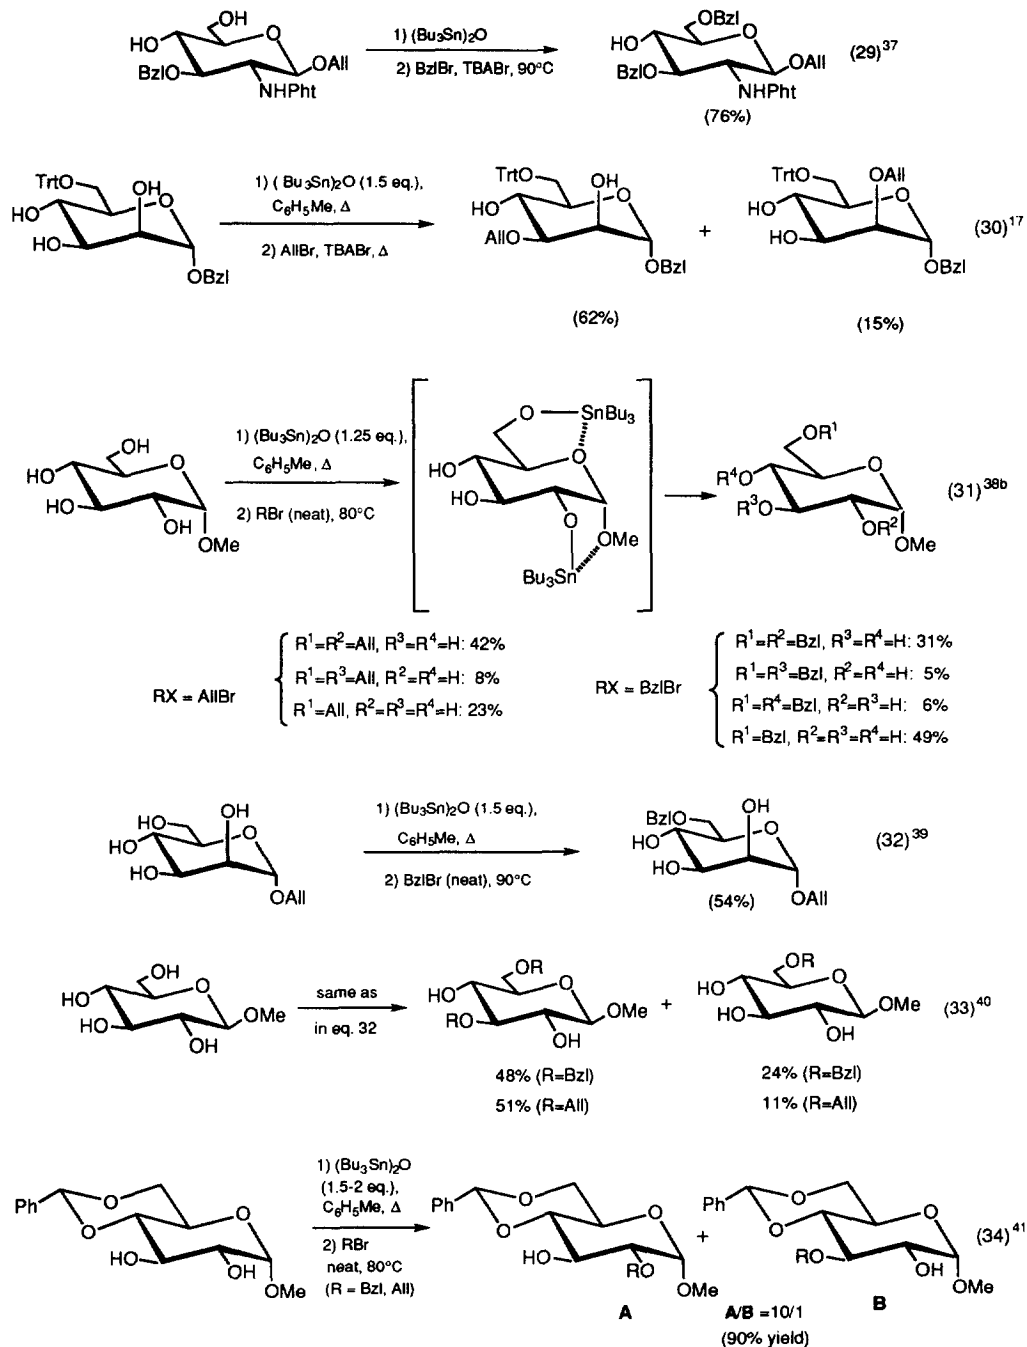 OH
HO
O
BzlO
OAll
NHPht
1) (Bu₃Sn)₂O
2) BzlBr, TBABr, 90°C
OBzl
HO
O
BzlO
OAll
NHPht
(76%)
(29)³⁷
TrtO
OH
O
HO
HO
OBzl
1) ( Bu₃Sn)₂O (1.5 eq.),
C₆H₅Me, Δ
2) AllBr, TBABr, Δ
TrtO
OH
O
HO
AllO
OBzl
(62%)
+
TrtO
OAll
O
HO
HO
OBzl
(15%)
(30)¹⁷
OH
HO
O
HO
OH
OMe
1) (Bu₃Sn)₂O (1.25 eq.),
C₆H₅Me, Δ
2) RBr (neat), 80°C
O
SnBu₃
HO
O
HO
O
OMe
Bu₃Sn
OR¹
R⁴O
O
R³O
OR²
OMe
(31)³⁸ᵇ
RX = AllBr
R¹=R²=All, R³=R⁴=H: 42%
R¹=R³=All, R²=R⁴=H: 8%
R¹=All, R²=R³=R⁴=H: 23%
RX = BzlBr
R¹=R²=Bzl, R³=R⁴=H: 31%
R¹=R³=Bzl, R²=R⁴=H: 5%
R¹=R⁴=Bzl, R²=R³=H: 6%
R¹=Bzl, R²=R³=R⁴=H: 49%
HO
OH
O
HO
HO
OAll
1) (Bu₃Sn)₂O (1.5 eq.),
C₆H₅Me, Δ
2) BzlBr (neat), 90°C
BzlO
OH
O
HO
HO
OAll
(54%)
(32)³⁹
OH
HO
O
HO
OMe
OH
same as
in eq. 32
OR
HO
O
RO
OMe
OH
48% (R=Bzl)
51% (R=All)
+
OR
HO
O
HO
OMe
OH
24% (R=Bzl)
11% (R=All)
(33)⁴⁰
Ph
O
O
O
HO
OH
OMe
1) (Bu₃Sn)₂O
(1.5-2 eq.),
C₆H₅Me, Δ
2) RBr
neat, 80°C
(R = Bzl, All)
Ph
O
O
O
HO
RO
OMe
A
+
A/B =10/1
(90% yield)
Ph
O
O
O
RO
OH
OMe
B
(34)⁴¹